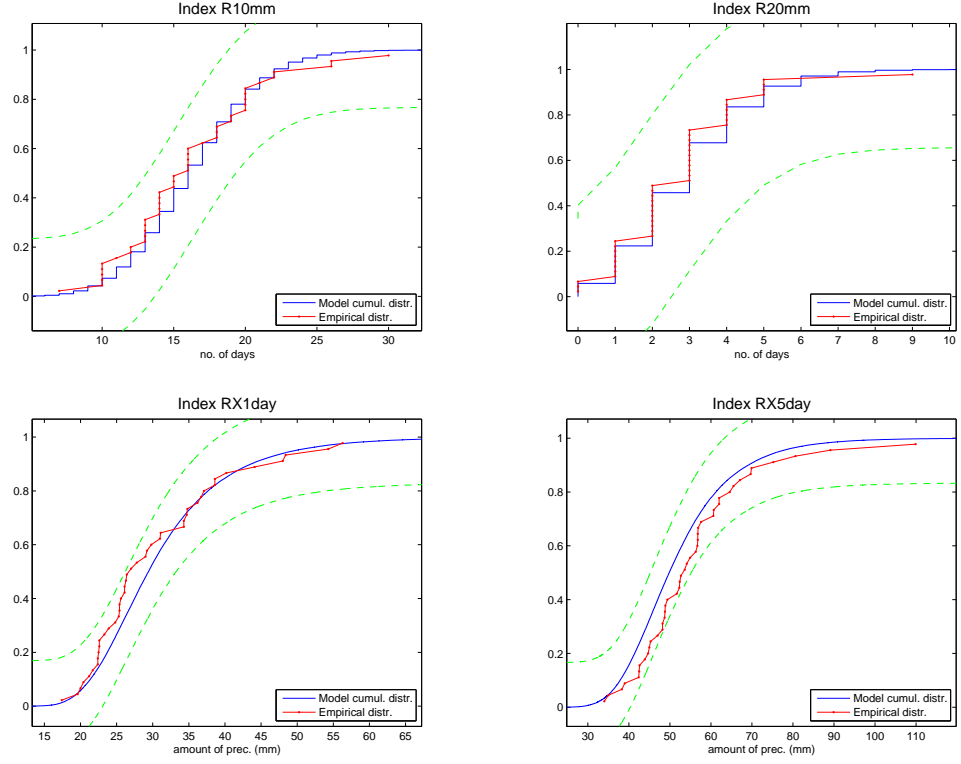 Index R10mm
1
0.8
0.6
0.4
0.2
0
10 15 20 25 30
no. of days
Model cumul. distr.
Empirical distr.
Index R20mm
1
0.8
0.6
0.4
0.2
0
0 1 2 3 4 5 6 7 8 9 10
no. of days
Model cumul. distr.
Empirical distr.
Index RX1day
1
0.8
0.6
0.4
0.2
0
15 20 25 30 35 40 45 50 55 60 65
amount of prec. (mm)
Model cumul. distr.
Empirical distr.
Index RX5day
1
0.8
0.6
0.4
0.2
0
30 40 50 60 70 80 90 100 110
amount of prec. (mm)
Model cumul. distr.
Empirical distr.